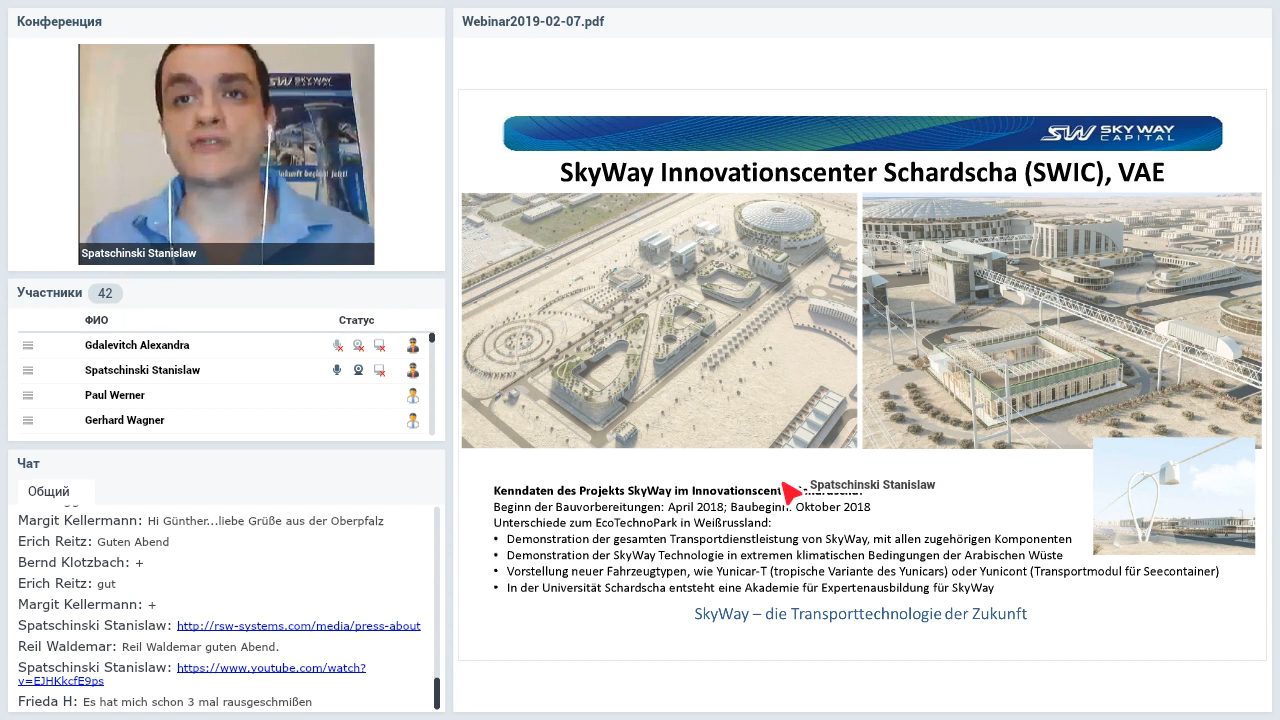 Конференция
SKY WAY
CAPITAL
Zukunft beginnt jetzt!
Spatschinski Stanislaw
Участники 42
ФИО Статус
Gdalevitch Alexandra
Spatschinski Stanislaw
Paul Werner
Gerhard Wagner
Чат
Общий
Margit Kellermann: Hi Günther...liebe Grüße aus der Oberpfalz
Erich Reitz: Guten Abend
Bernd Klotzbach: +
Erich Reitz: gut
Margit Kellermann: +
Spatschinski Stanislaw: http://rsw-systems.com/media/press-about
Reil Waldemar: Reil Waldemar guten Abend.
Spatschinski Stanislaw: https://www.youtube.com/watch?
v=EJHKkcfE9ps
Frieda H: Es hat mich schon 3 mal rausgeschmißen
Webinar2019-02-07.pdf
SW SKY WAY
CAPITAL
SkyWay Innovationscenter Schardscha (SWIC), VAE
Spatschinski Stanislaw
Kenndaten des Projekts SkyWay im
Beginn der Bauvorbereitungen: April 2018; Baubeginn: Oktober 2018
Unterschiede zum EcoTechnoPark in Weißrussland:
• Demonstration der gesamten Transportdienstleistung von SkyWay, mit allen zugehörigen Komponenten
• Demonstration der SkyWay Technologie in extremen klimatischen Bedingungen der Arabischen Wüste
• Vorstellung neuer Fahrzeugtypen, wie Yunicar-T (tropische Variante des Yunicars) oder Yunicont (Transportmodul für Seecontainer)
• In der Universität Schardscha entsteht eine Akademie für Expertenausbildung für SkyWay
SkyWay – die Transporttechnologie der Zukunft